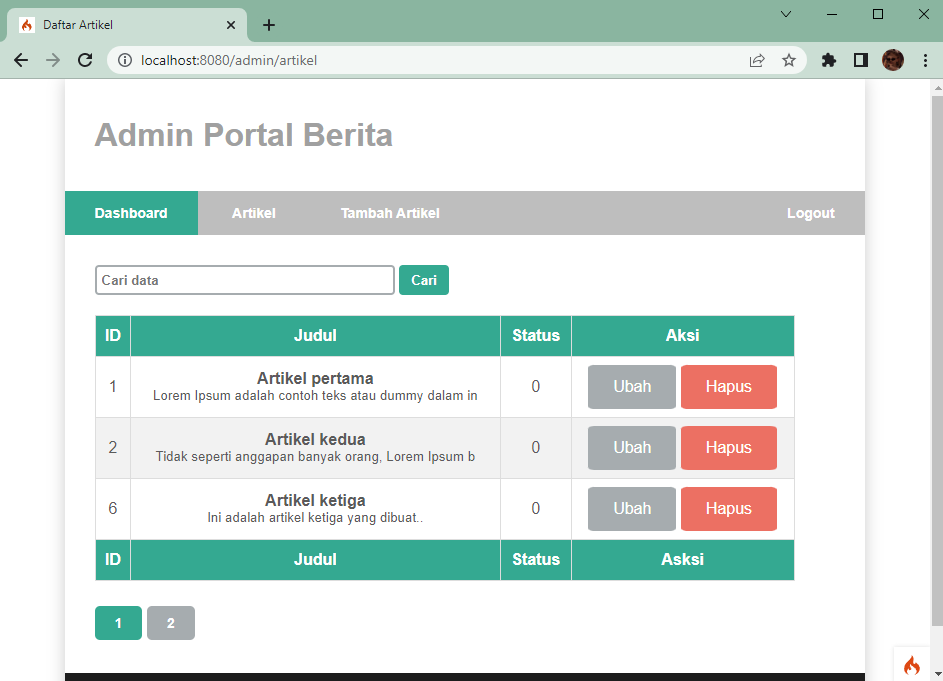 Daftar Artikel
localhost:8080/admin/artikel
Admin Portal Berita
Dashboard Artikel Tambah Artikel Logout
Cari data Cari
ID Judul Status Aksi
1 Artikel pertama 0 Ubah Hapus
Lorem Ipsum adalah contoh teks atau dummy dalam in
2 Artikel kedua 0 Ubah Hapus
Tidak seperti anggapan banyak orang, Lorem Ipsum b
6 Artikel ketiga 0 Ubah Hapus
Ini adalah artikel ketiga yang dibuat..
ID Judul Status Asksi
1 2